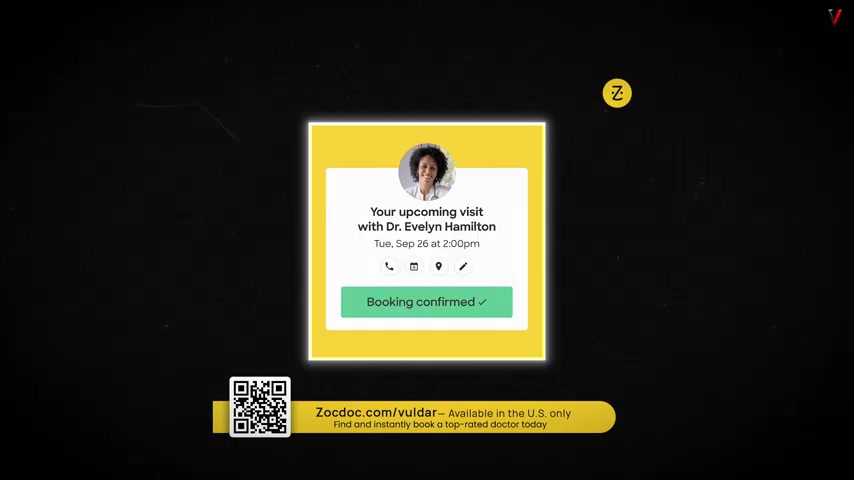 Your upcoming visit
with Dr. Evelyn Hamilton
Tue, Sep 26 at 2:00pm
Booking confirmed ✓
Zocdoc.com/vuldar— Available in the U.S. only
Find and instantly book a top-rated doctor today